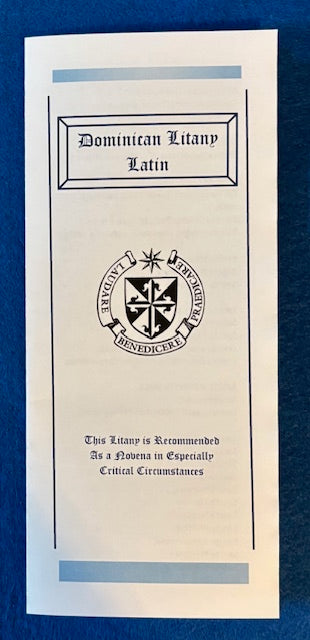 Dominican Litany
Latin
LAUDARE
BENEDICERE
PRAEDICARE
This Litany is Recommended
As a Novena in Especially
Critical Circumstances